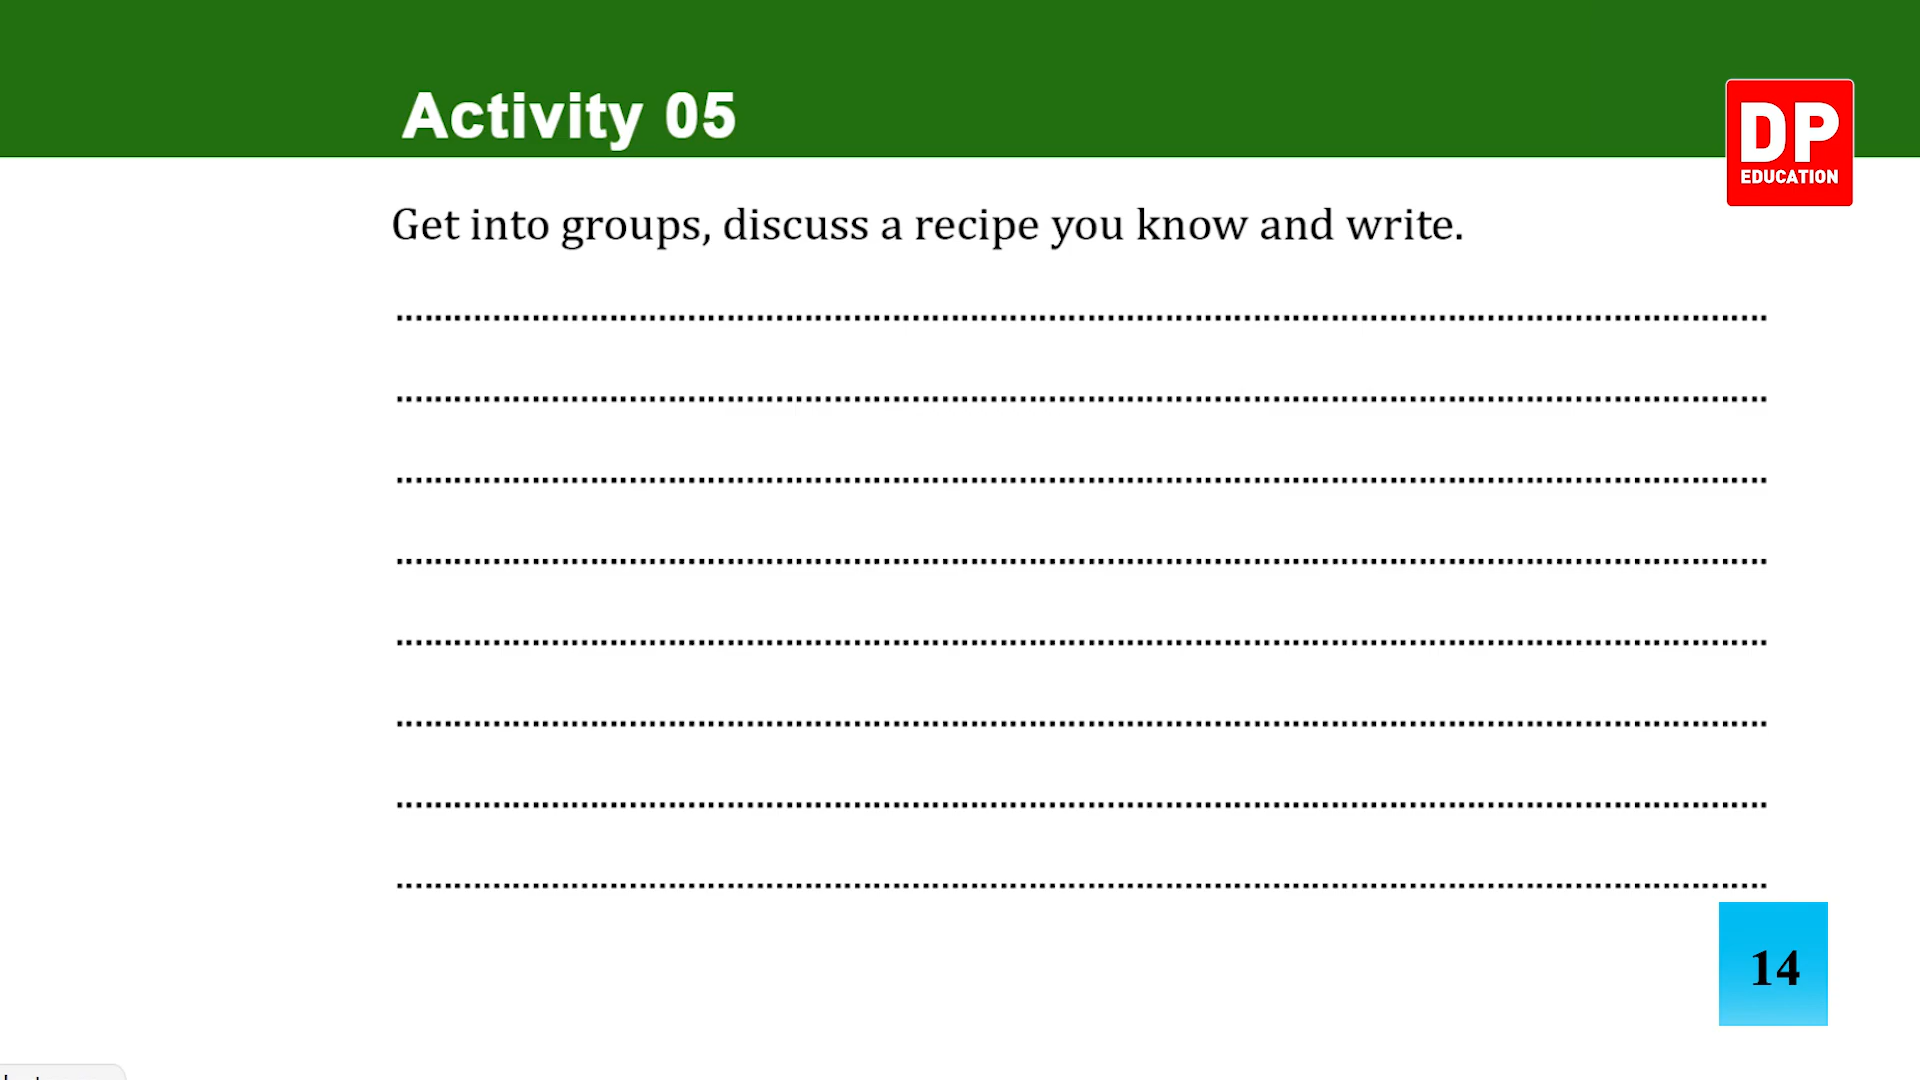 Activity 05
DP
EDUCATION
Get into groups, discuss a recipe you know and write.
................................................................................
................................................................................
................................................................................
................................................................................
................................................................................
................................................................................
................................................................................
................................................................................
14